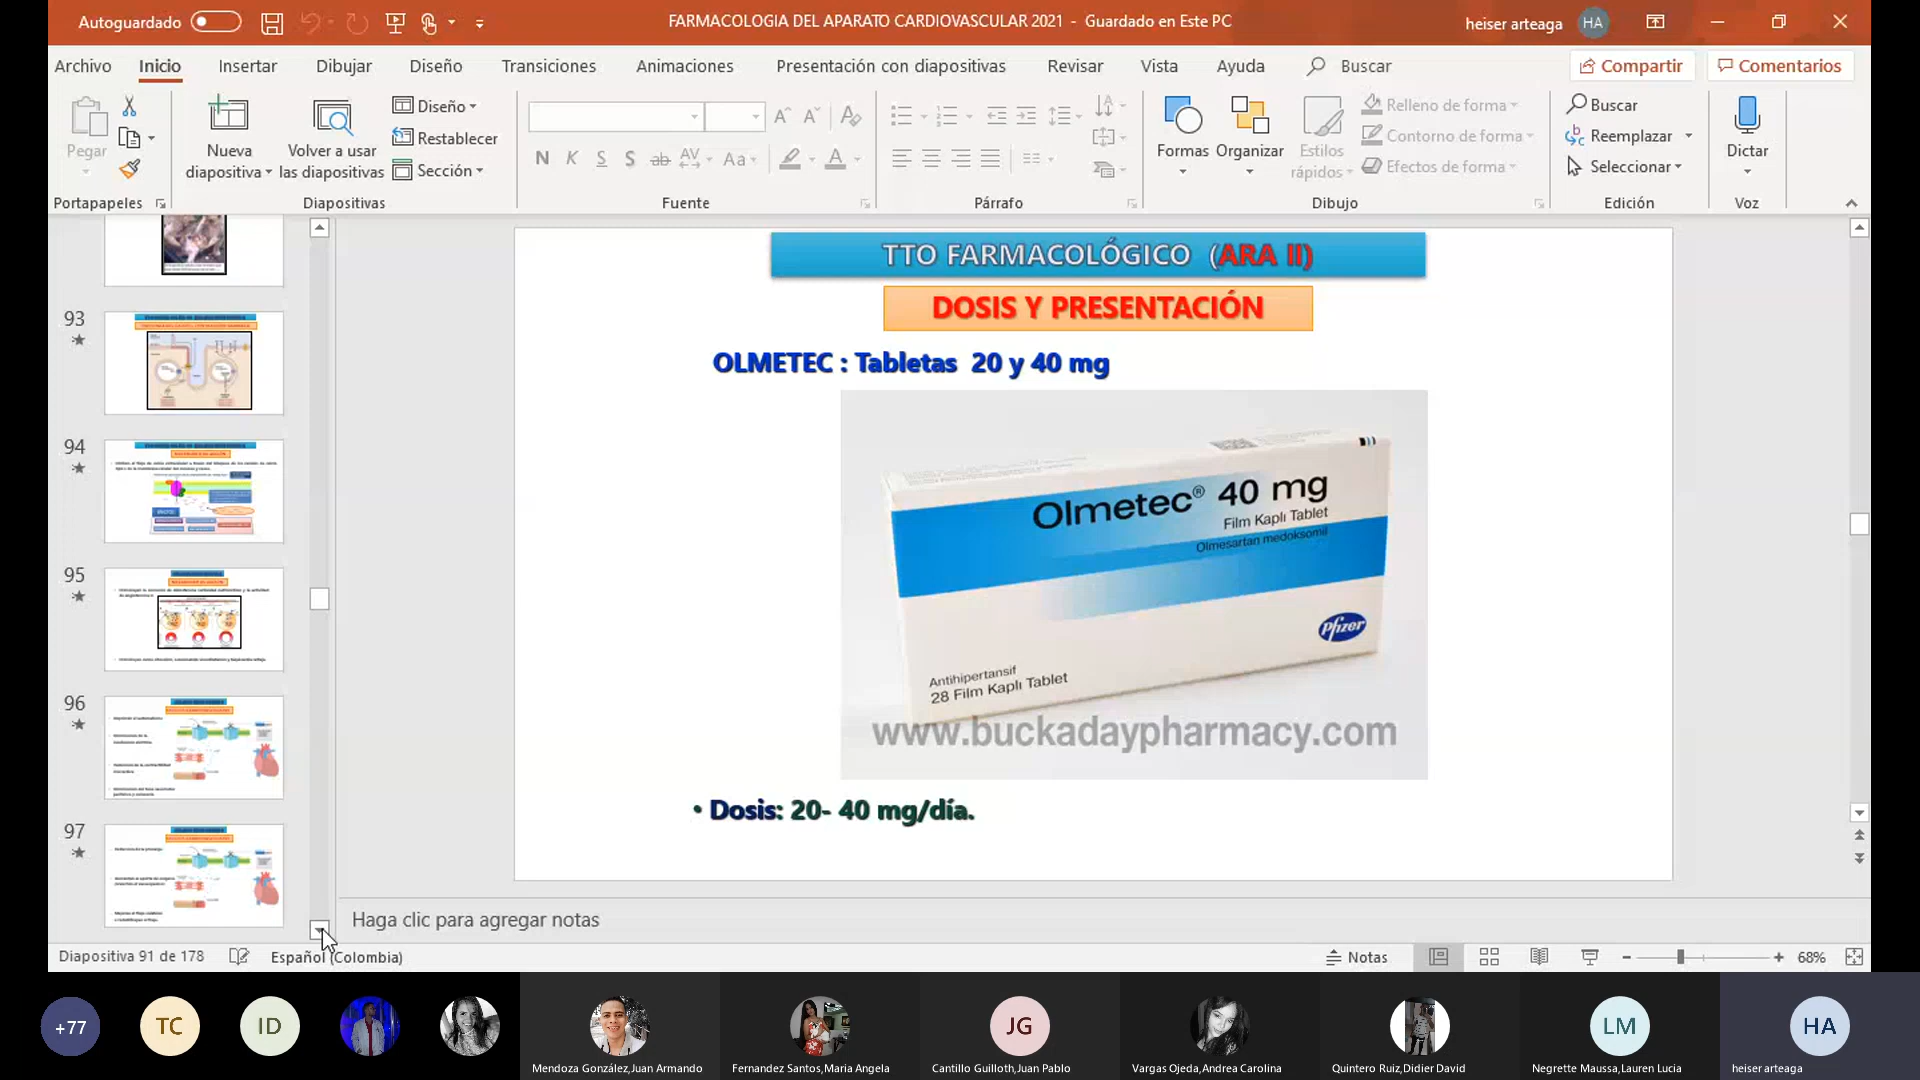 Autoguardado
FARMACOLOGIA DEL APARATO CARDIOVASCULAR 2021 - Guardado en Este PC
heiser arteaga
HA
Archivo
Inicio
Insertar
Dibujar
Diseño
Transiciones
Animaciones
Presentación con diapositivas
Revisar
Vista
Ayuda
Buscar
Compartir
Comentarios
Pegar
Nueva
diapositiva
Volver a usar
las diapositivas
Diseño
Restablecer
Sección
N K S S ab AV Aa A
Formas
Organizar
Estilos
rápidos
Relleno de forma
Contorno de forma
Efectos de forma
Buscar
Reemplazar
Seleccionar
Dictar
Portapapeles
Diapositivas
Fuente
Párrafo
Dibujo
Edición
Voz
93
94
95
96
97
TTO FARMACOLÓGICO (ARA II)
DOSIS Y PRESENTACIÓN
OLMETEC : Tabletas 20 y 40 mg
Olmetec® 40 mg
Film Kaplı Tablet
Olmesartan medoksomil
Pfizer
Antihipertansif
28 Film Kaplı Tablet
www.buckadaypharmacy.com
• Dosis: 20- 40 mg/día.
Haga clic para agregar notas
Diapositiva 91 de 178
Español (Colombia)
Notas
68%
+77
TC
ID
JG
LM
HA
Mendoza González,Juan Armando
Fernandez Santos,Maria Angela
Cantillo Guilloth,Juan Pablo
Vargas Ojeda,Andrea Carolina
Quintero Ruiz,Didier David
Negrette Maussa,Lauren Lucia
heiser arteaga